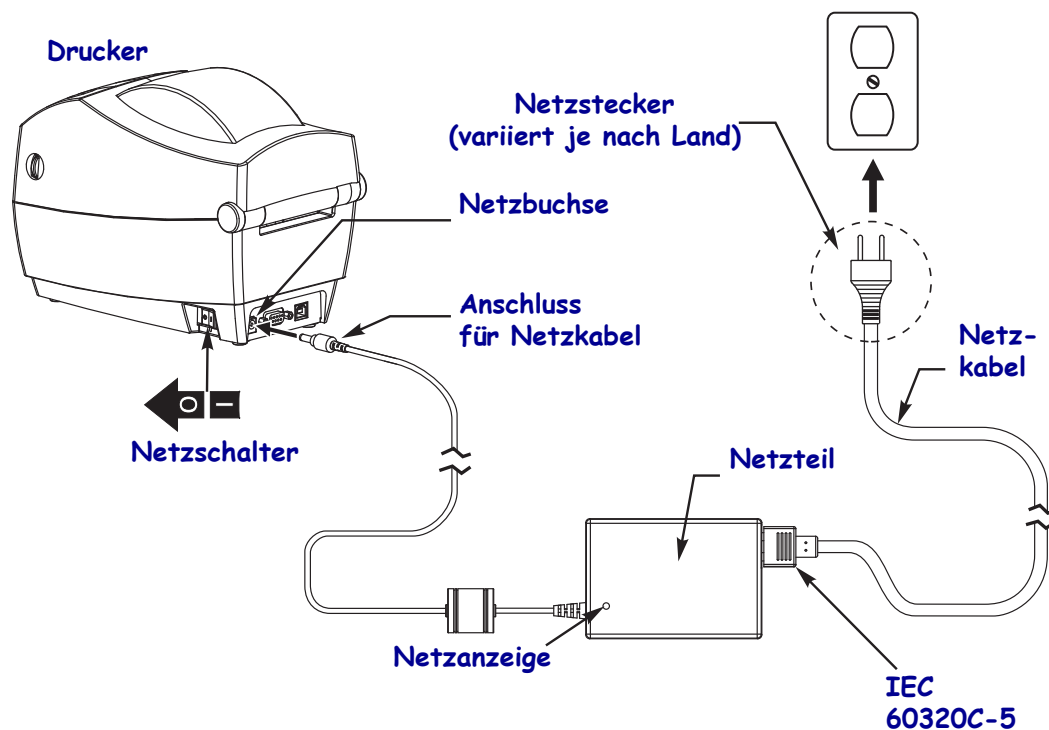 Drucker
Netzstecker
(variiert je nach Land)
Netzbuchse
Anschluss
für Netzkabel
Netz-
kabel
O I
Netzschalter
Netzteil
Netzanzeige
IEC
60320C-5